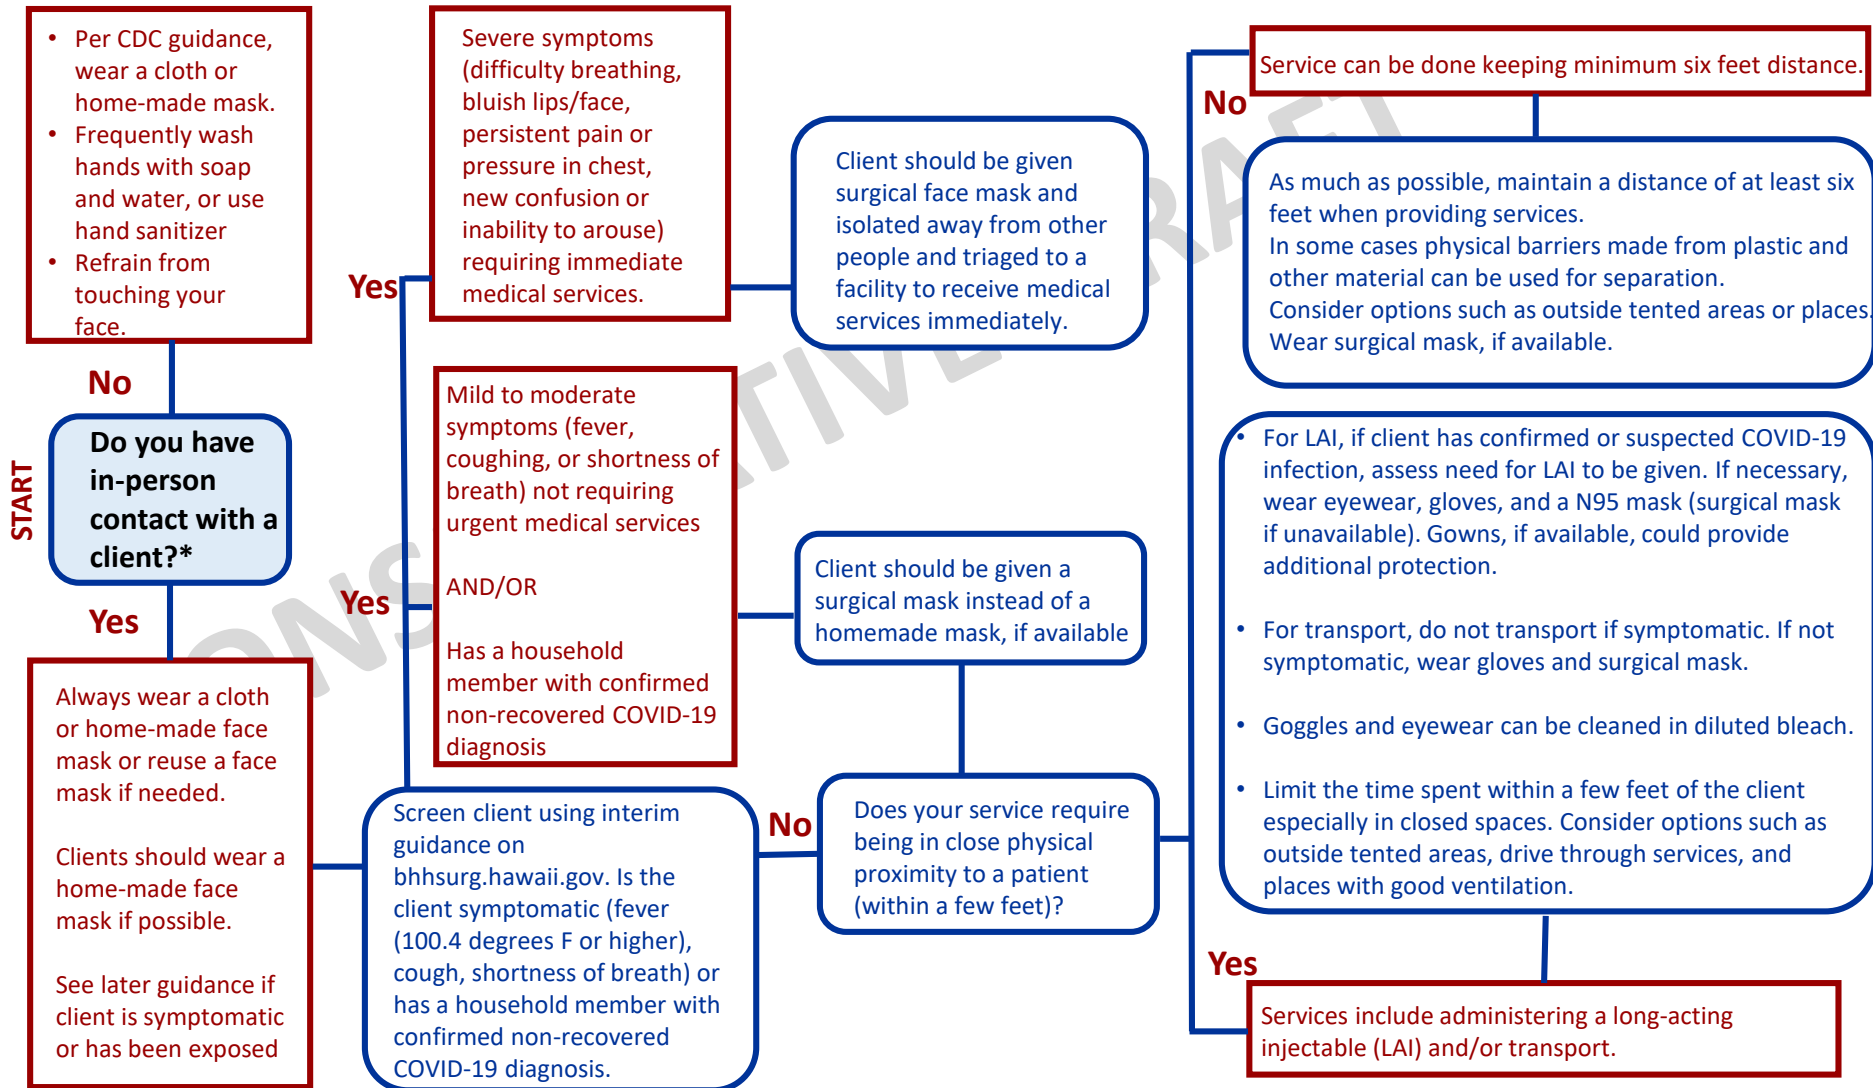 • Per CDC guidance,
wear a cloth or
home-made mask.
• Frequently wash
hands with soap
and water, or use
hand sanitizer
• Refrain from
touching your
face.
No
START
Do you have
in-person
contact with a
client?*
Yes
Always wear a cloth
or home-made face
mask or reuse a face
mask if needed.
Clients should wear a
home-made face
mask if possible.
See later guidance if
client is symptomatic
or has been exposed
Yes
Severe symptoms
(difficulty breathing,
bluish lips/face,
persistent pain or
pressure in chest,
new confusion or
inability to arouse)
requiring immediate
medical services.
Client should be given
surgical face mask and
isolated away from other
people and triaged to a
facility to receive medical
services immediately.
Yes
Mild to moderate
symptoms (fever,
coughing, or shortness of
breath) not requiring
urgent medical services
AND/OR
Has a household
member with confirmed
non-recovered COVID-19
diagnosis
Client should be given a
surgical mask instead of a
homemade mask, if available
Screen client using interim
guidance on
bhhsurg.hawaii.gov. Is the
client symptomatic (fever
(100.4 degrees F or higher),
cough, shortness of breath) or
has a household member with
confirmed non-recovered
COVID-19 diagnosis.
No
Does your service require
being in close physical
proximity to a patient
(within a few feet)?
No
Service can be done keeping minimum six feet distance.
As much as possible, maintain a distance of at least six
feet when providing services.
In some cases physical barriers made from plastic and
other material can be used for separation.
Consider options such as outside tented areas or places.
Wear surgical mask, if available.
• For LAI, if client has confirmed or suspected COVID-19
infection, assess need for LAI to be given. If necessary,
wear eyewear, gloves, and a N95 mask (surgical mask
if unavailable). Gowns, if available, could provide
additional protection.
• For transport, do not transport if symptomatic. If not
symptomatic, wear gloves and surgical mask.
• Goggles and eyewear can be cleaned in diluted bleach.
• Limit the time spent within a few feet of the client
especially in closed spaces. Consider options such as
outside tented areas, drive through services, and
places with good ventilation.
Yes
Services include administering a long-acting
injectable (LAI) and/or transport.